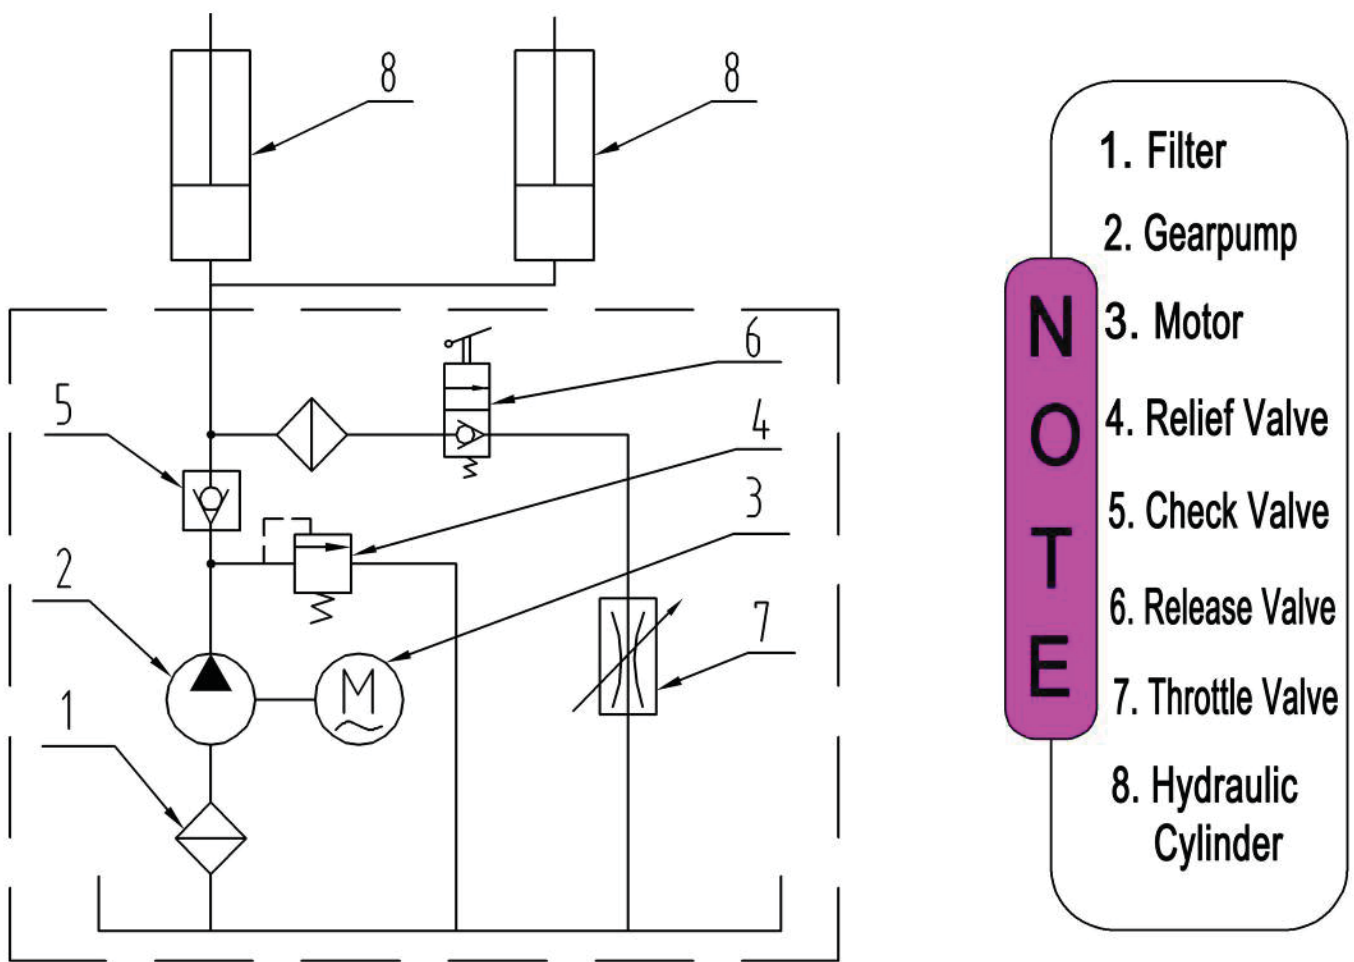 8
8
6
5
4
3
2
7
1
M
NOTE
1. Filter
2. Gearpump
3. Motor
4. Relief Valve
5. Check Valve
6. Release Valve
7. Throttle Valve
8. Hydraulic
Cylinder